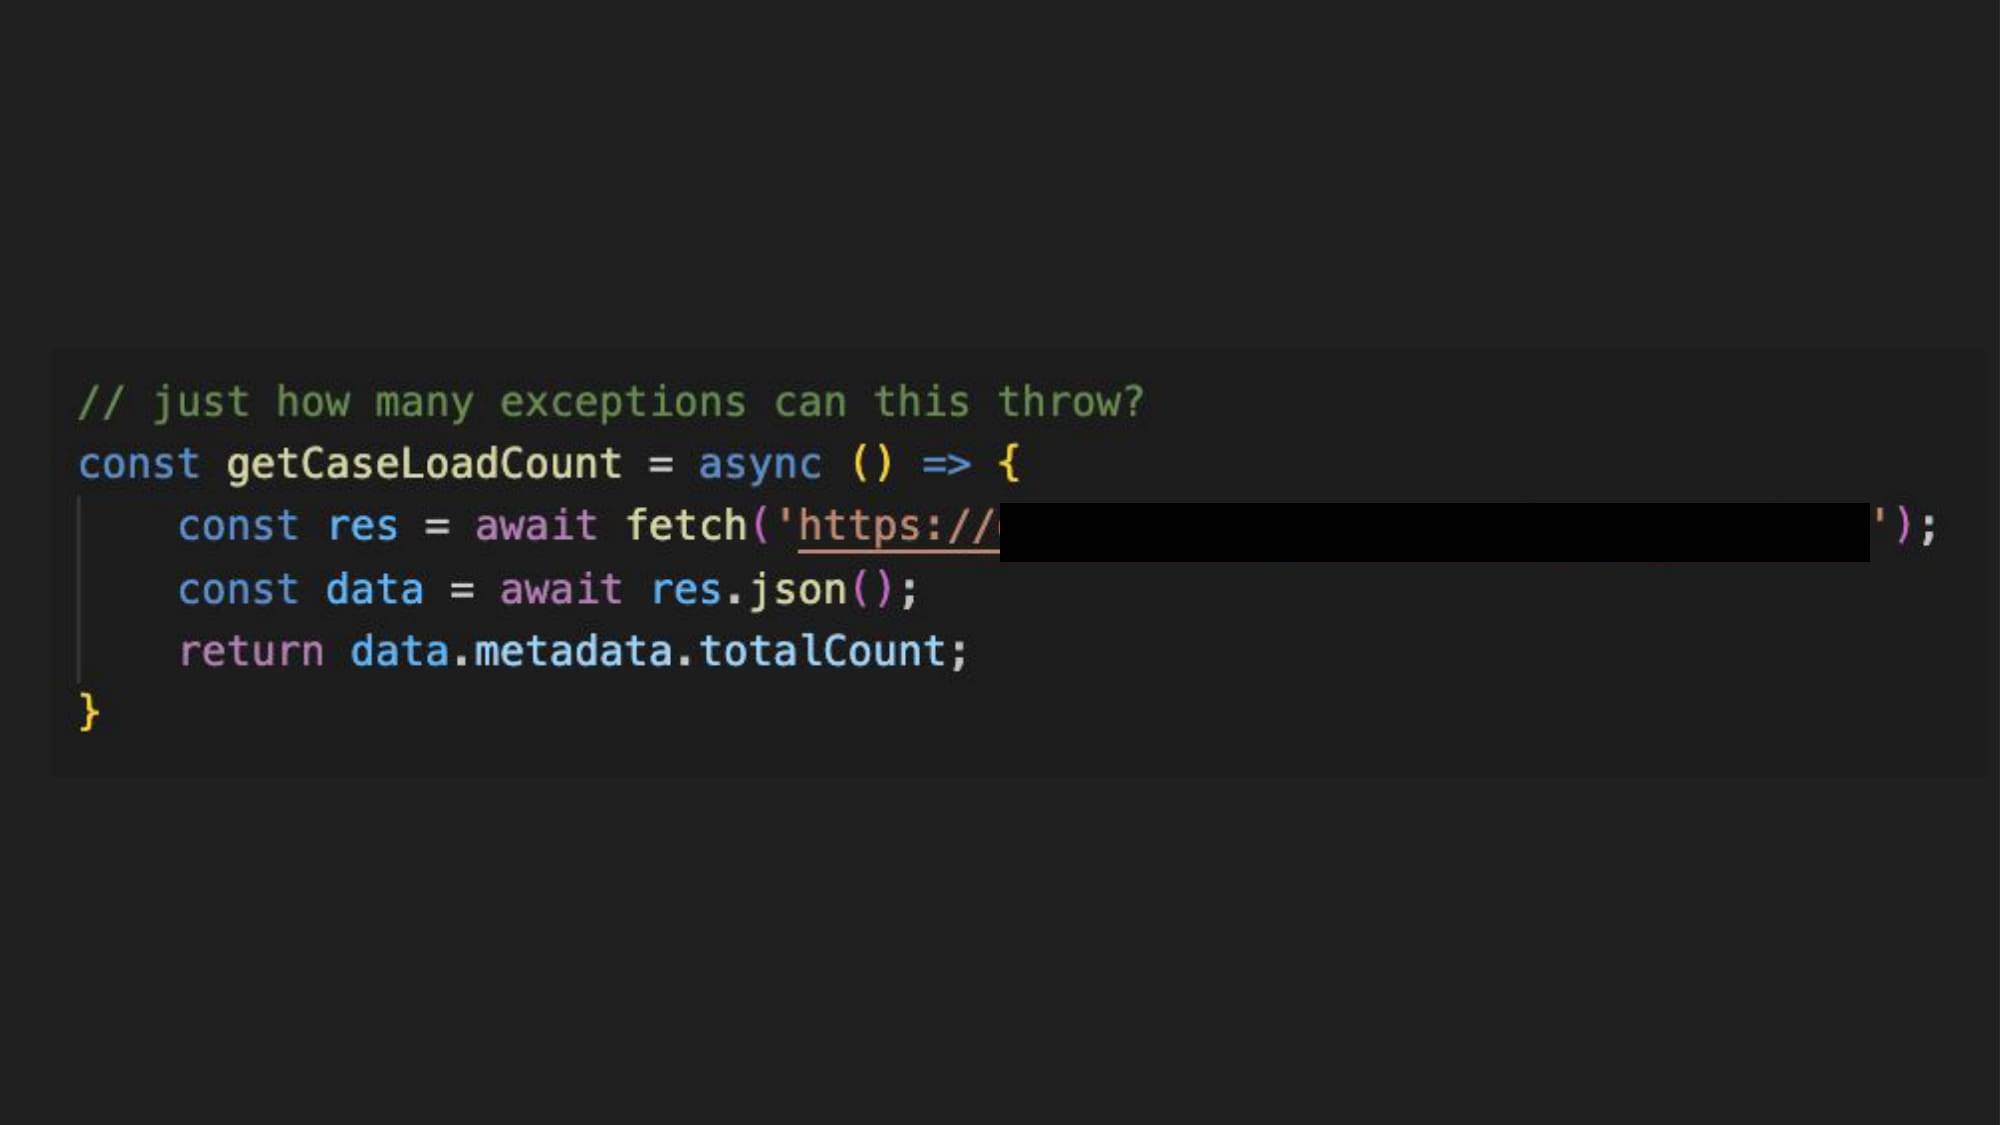 // just how many exceptions can this throw?
const getCaseLoadCount = async () => {
const res = await fetch('https://');
const data = await res.json();
return data.metadata.totalCount;
}